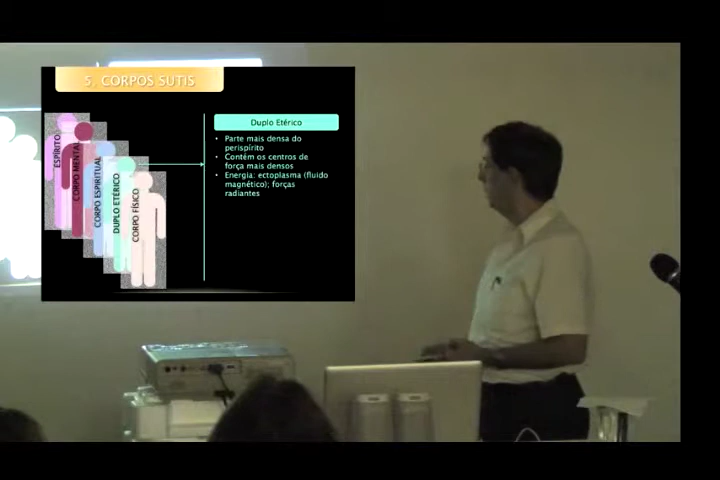 5. CORPOS SUTIS
ESPÍRITO
CORPO MENTAL
CORPO ESPIRITUAL
DUPLO ETÉRICO
CORPO FÍSICO
Duplo Etérico
• Parte mais densa do
perispírito
• Contém os centros de
força mais densos
• Energia: ectoplasma (fluido
magnético); forças
radiantes